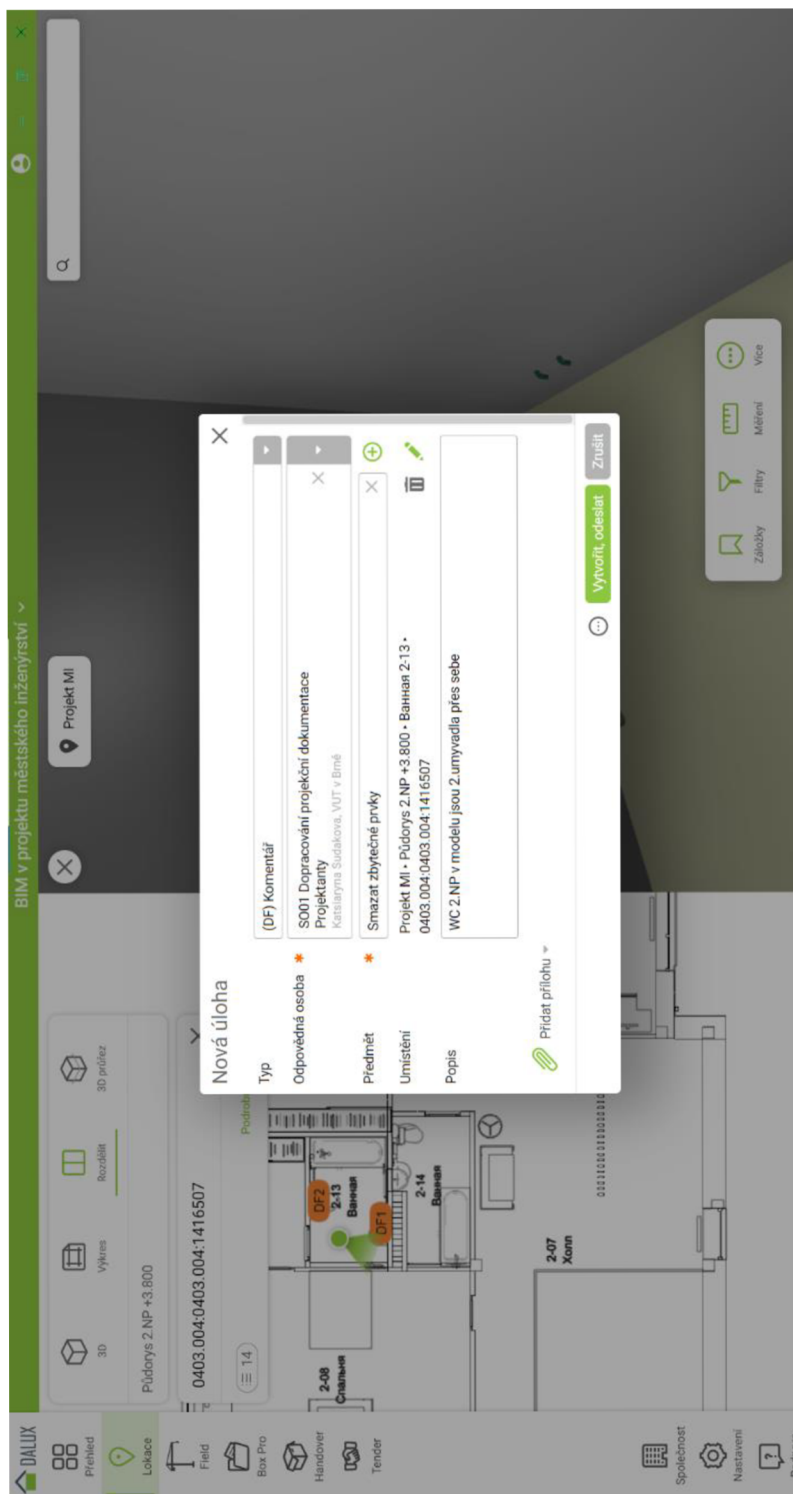 DALUX
BIM v projektu městského inženýrství
Přehled
Lokace
Field
Box Pro
Handover
Tender
Společnost
Nastavení
3D
Výkres
Rozdělit
3D průřez
Půdorys 2.NP +3.800
0403.004:0403.004:1416507
14
Podrob
DF2
2-13
Ванная
DF1
2-14
Ванная
2-08
Спальня
2-07
Холл
Projekt MI
Nová úloha
Typ
(DF) Komentář
Odpovědná osoba *
S001 Dopracování projekční dokumentace
Projektanty
Katsiaryna Sudakova, VUT v Brně
Předmět *
Smazat zbytečné prvky
Umístění
Projekt MI • Půdorys 2.NP +3.800 • Ванная 2-13 •
0403.004:0403.004:1416507
Popis
WC 2.NP v modelu jsou 2.umyvadla přes sebe
Přidat přílohu
Vytvořit, odeslat
Zrušit
Záložky
Filtry
Měření
Více